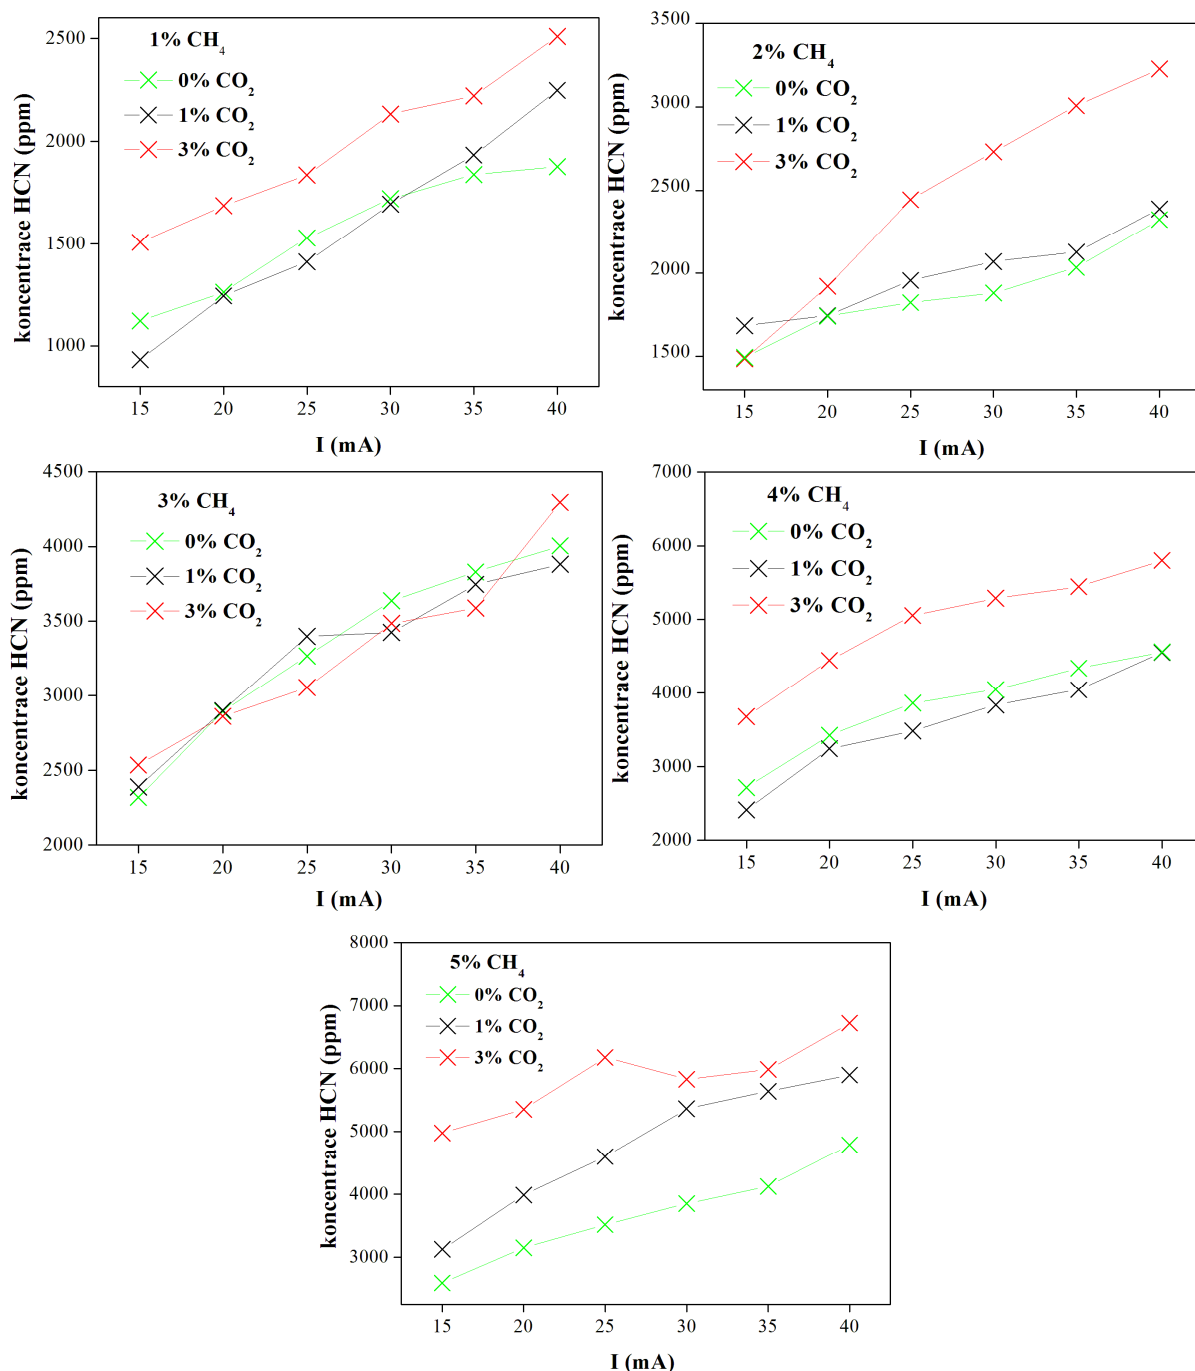 1% CH₄
0% CO₂
1% CO₂
3% CO₂
koncentrace HCN (ppm)
2500
2000
1500
1000
15 20 25 30 35 40
I (mA)
2% CH₄
0% CO₂
1% CO₂
3% CO₂
koncentrace HCN (ppm)
3500
3000
2500
2000
1500
15 20 25 30 35 40
I (mA)
3% CH₄
0% CO₂
1% CO₂
3% CO₂
koncentrace HCN (ppm)
4500
4000
3500
3000
2500
2000
15 20 25 30 35 40
I (mA)
4% CH₄
0% CO₂
1% CO₂
3% CO₂
koncentrace HCN (ppm)
7000
6000
5000
4000
3000
2000
15 20 25 30 35 40
I (mA)
5% CH₄
0% CO₂
1% CO₂
3% CO₂
koncentrace HCN (ppm)
8000
7000
6000
5000
4000
3000
15 20 25 30 35 40
I (mA)